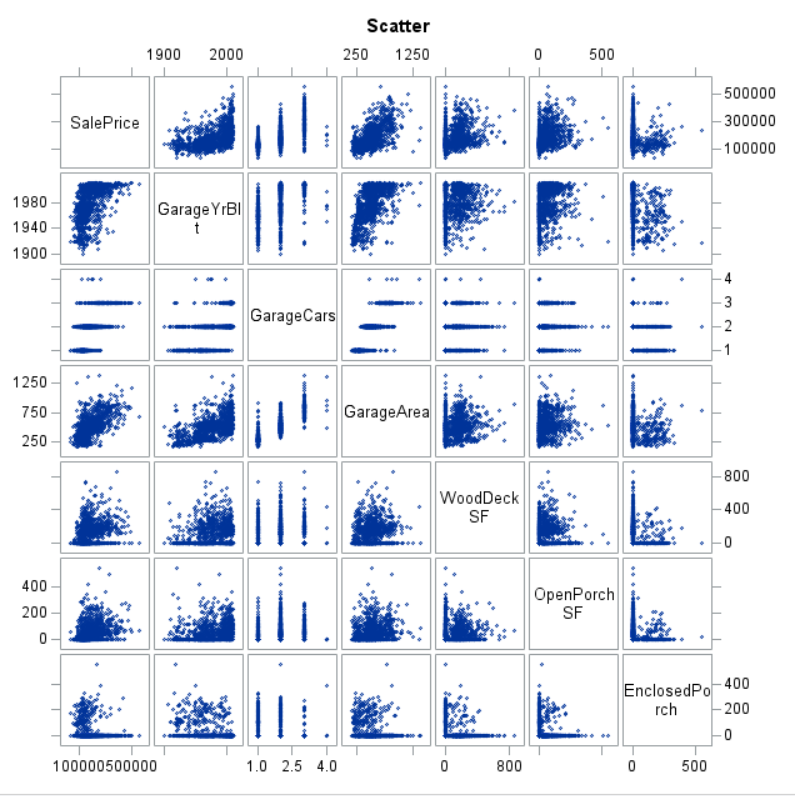 Scatter
1900 2000 250 1250 0 500
SalePrice
500000
300000
100000
1980
1940
1900
GarageYrBl
t
GarageCars
4
3
2
1
1250
750
250
GarageArea
WoodDeck
SF
800
400
0
400
200
0
OpenPorch
SF
EnclosedPo
rch
400
200
0
100000500000 1.0 2.5 4.0 0 800 0 500